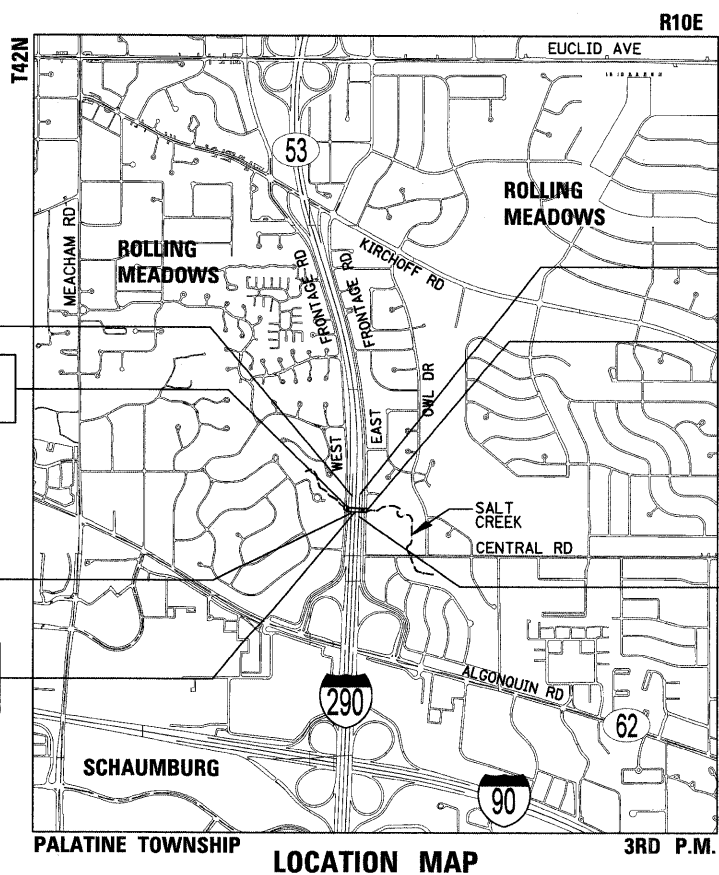 R10E
T42N
EUCLID AVE
53
ROLLING
MEADOWS
MEACHAM RD
ROLLING
MEADOWS
KIRCHOFF RD
FRONTAGE RD
FRONTAGE RD
OWL DR
WEST
EAST
SALT
CREEK
CENTRAL RD
ALGONQUIN RD
290
62
SCHAUMBURG
90
PALATINE TOWNSHIP
3RD P.M.
LOCATION MAP